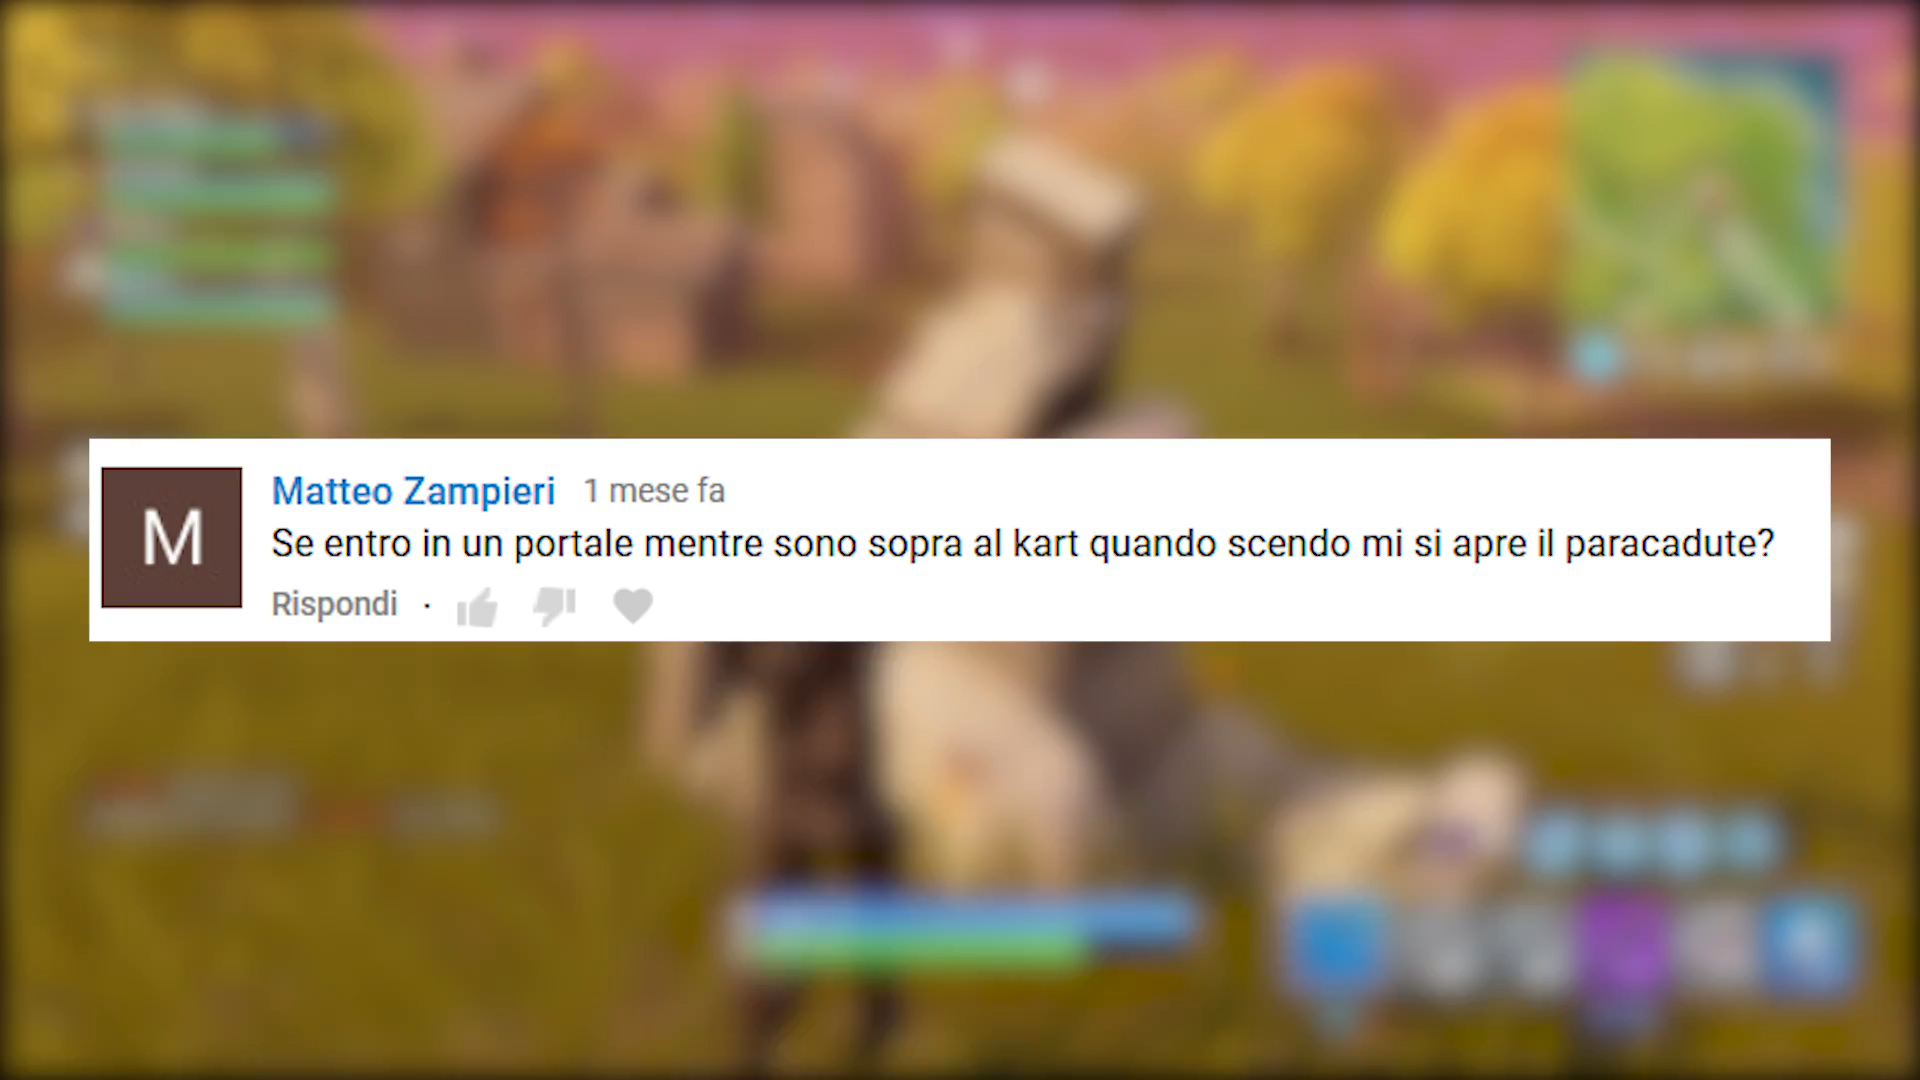 M
Matteo Zampieri 1 mese fa
Se entro in un portale mentre sono sopra al kart quando scendo mi si apre il paracadute?
Rispondi ·